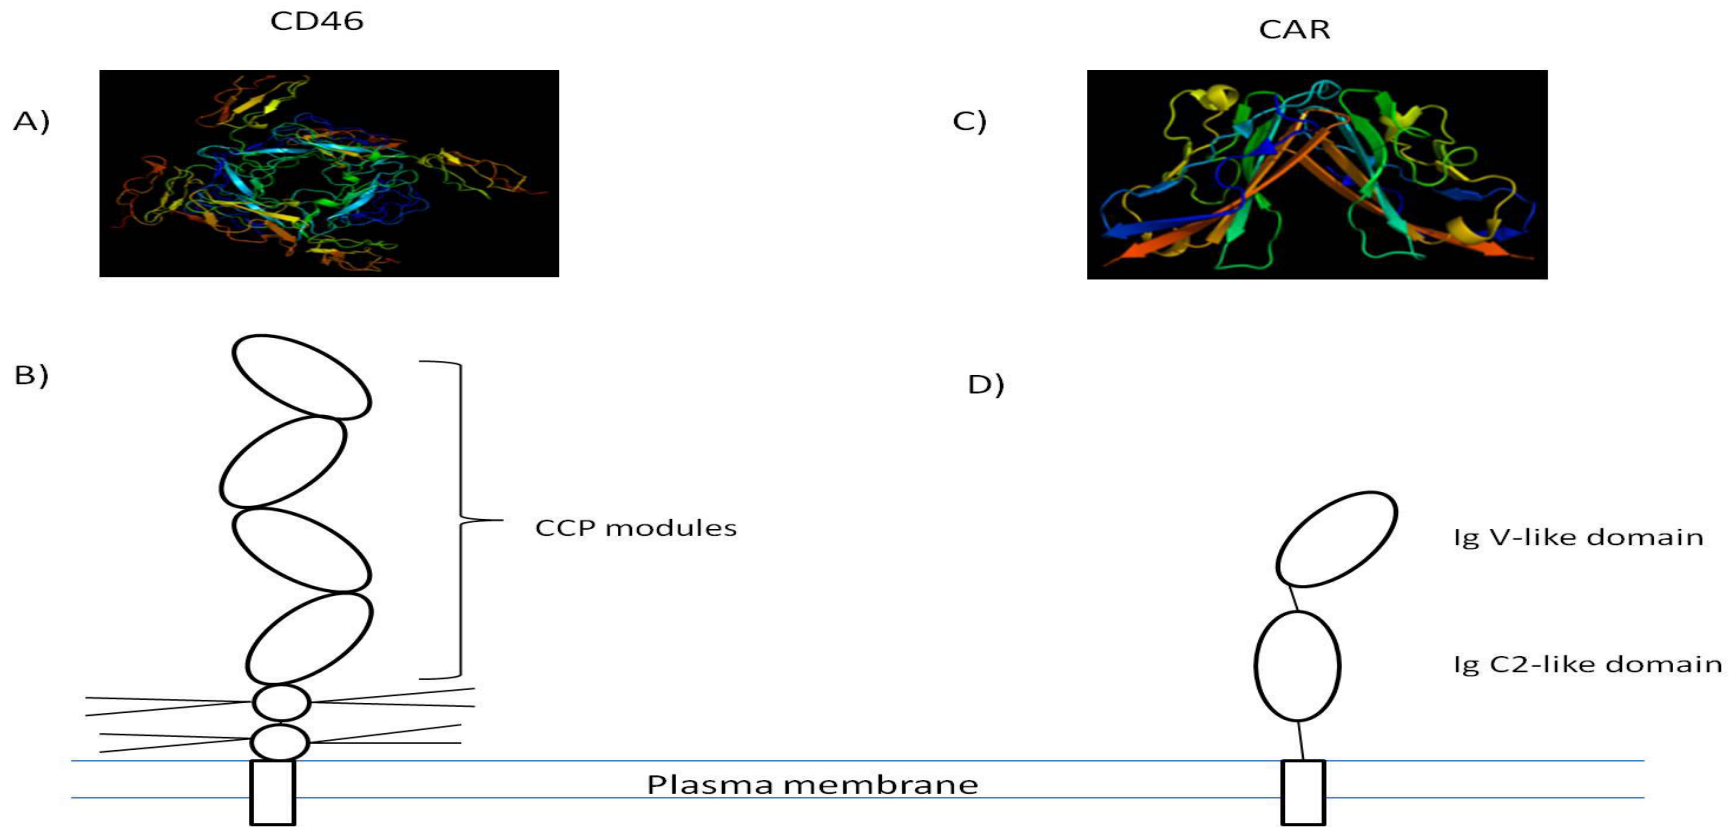 CD46
CAR
A)
C)
B)
D)
CCP modules
Ig V-like domain
Ig C2-like domain
Plasma membrane